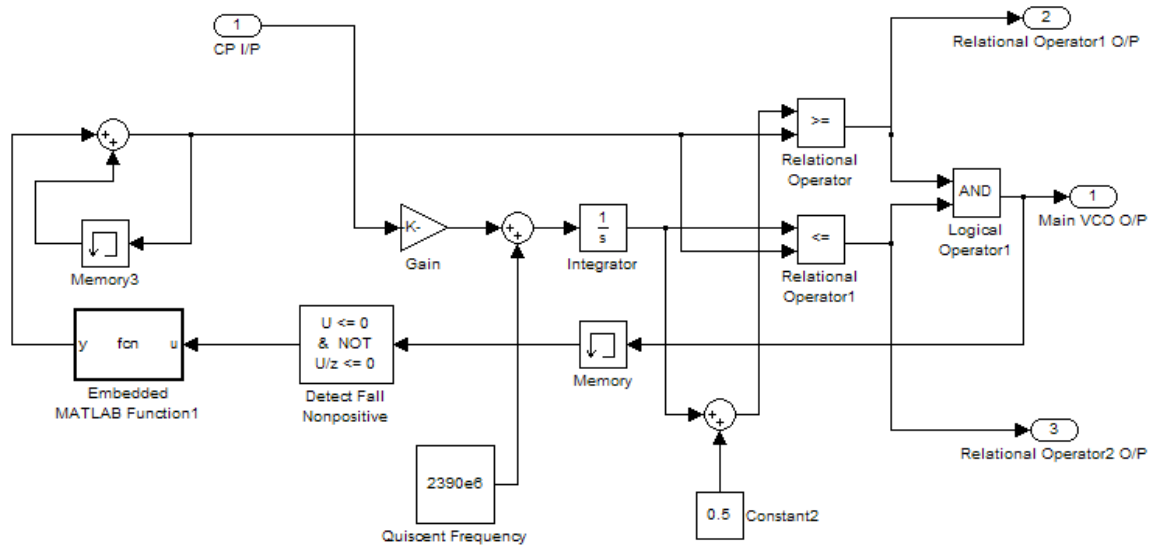 1
CP I/P
2
Relational Operator1 O/P
+
+
>=
Relational
Operator
AND
Logical
Operator1
1
Main VCO O/P
Memory3
K-
Gain
+
+
1
s
Integrator
<=
Relational
Operator1
y fcn u
Embedded
MATLAB Function1
U <= 0
& NOT
U/z <= 0
Detect Fall
Nonpositive
Memory
+
+
3
Relational Operator2 O/P
2390e6
Quiscent Frequency
0.5
Constant2